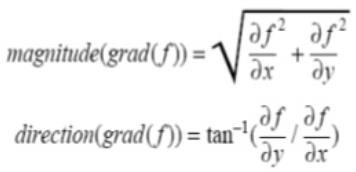 magnitude(grad(f)) = √(∂f²/∂x + ∂f²/∂y)
direction(grad(f)) = tan⁻¹(∂f/∂y / ∂f/∂x)